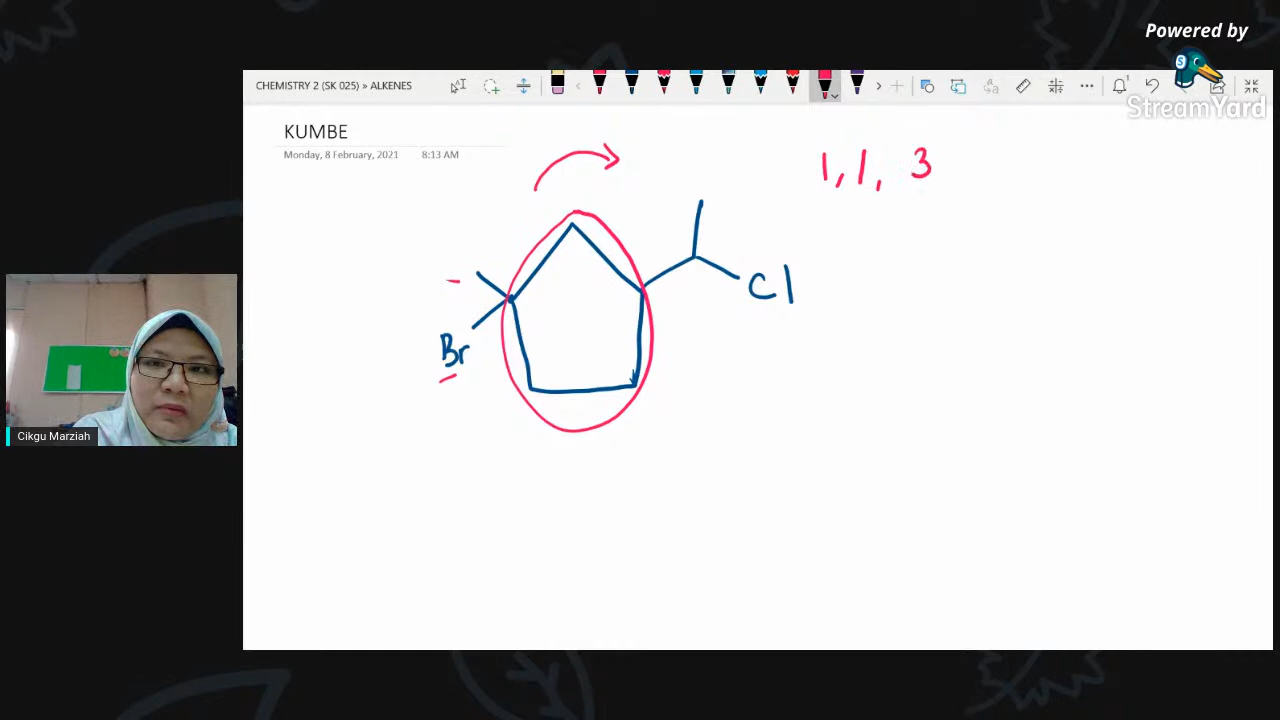 Powered by
StreamYard
CHEMISTRY 2 (SK 025) » ALKENES
KUMBE
Monday, 8 February, 2021 8:13 AM
1, 1, 3
Cl
Br
Cikgu Marziah